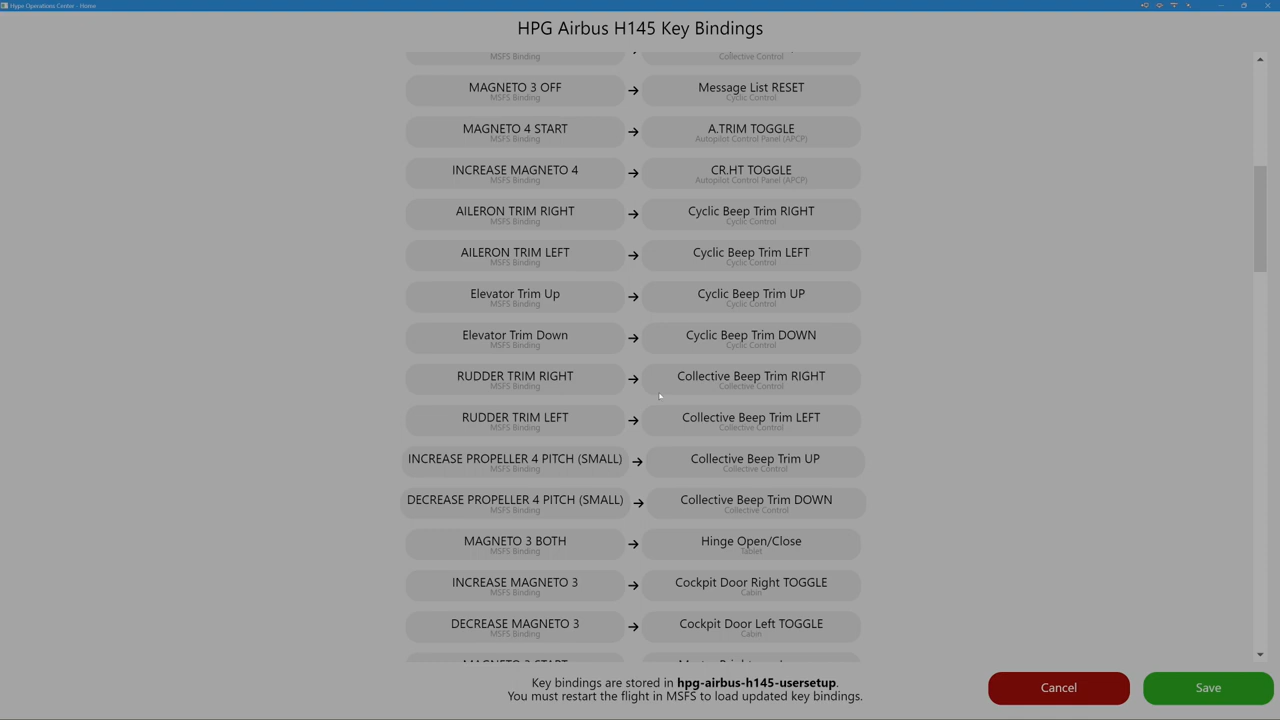 Hype Operations Center - Home
HPG Airbus H145 Key Bindings
MSFS Binding
Collective Control
MAGNETO 3 OFF
MSFS Binding
Message List RESET
Cyclic Control
MAGNETO 4 START
MSFS Binding
A.TRIM TOGGLE
Autopilot Control Panel (APCP)
INCREASE MAGNETO 4
MSFS Binding
CR.HT TOGGLE
Autopilot Control Panel (APCP)
AILERON TRIM RIGHT
MSFS Binding
Cyclic Beep Trim RIGHT
Cyclic Control
AILERON TRIM LEFT
MSFS Binding
Cyclic Beep Trim LEFT
Cyclic Control
Elevator Trim Up
MSFS Binding
Cyclic Beep Trim UP
Cyclic Control
Elevator Trim Down
MSFS Binding
Cyclic Beep Trim DOWN
Cyclic Control
RUDDER TRIM RIGHT
MSFS Binding
Collective Beep Trim RIGHT
Collective Control
RUDDER TRIM LEFT
MSFS Binding
Collective Beep Trim LEFT
Collective Control
INCREASE PROPELLER 4 PITCH (SMALL)
MSFS Binding
Collective Beep Trim UP
Collective Control
DECREASE PROPELLER 4 PITCH (SMALL)
MSFS Binding
Collective Beep Trim DOWN
Collective Control
MAGNETO 3 BOTH
MSFS Binding
Hinge Open/Close
Tablet
INCREASE MAGNETO 3
MSFS Binding
Cockpit Door Right TOGGLE
Cabin
DECREASE MAGNETO 3
MSFS Binding
Cockpit Door Left TOGGLE
Cabin
Key bindings are stored in hpg-airbus-h145-usersetup.
You must restart the flight in MSFS to load updated key bindings.
Cancel
Save